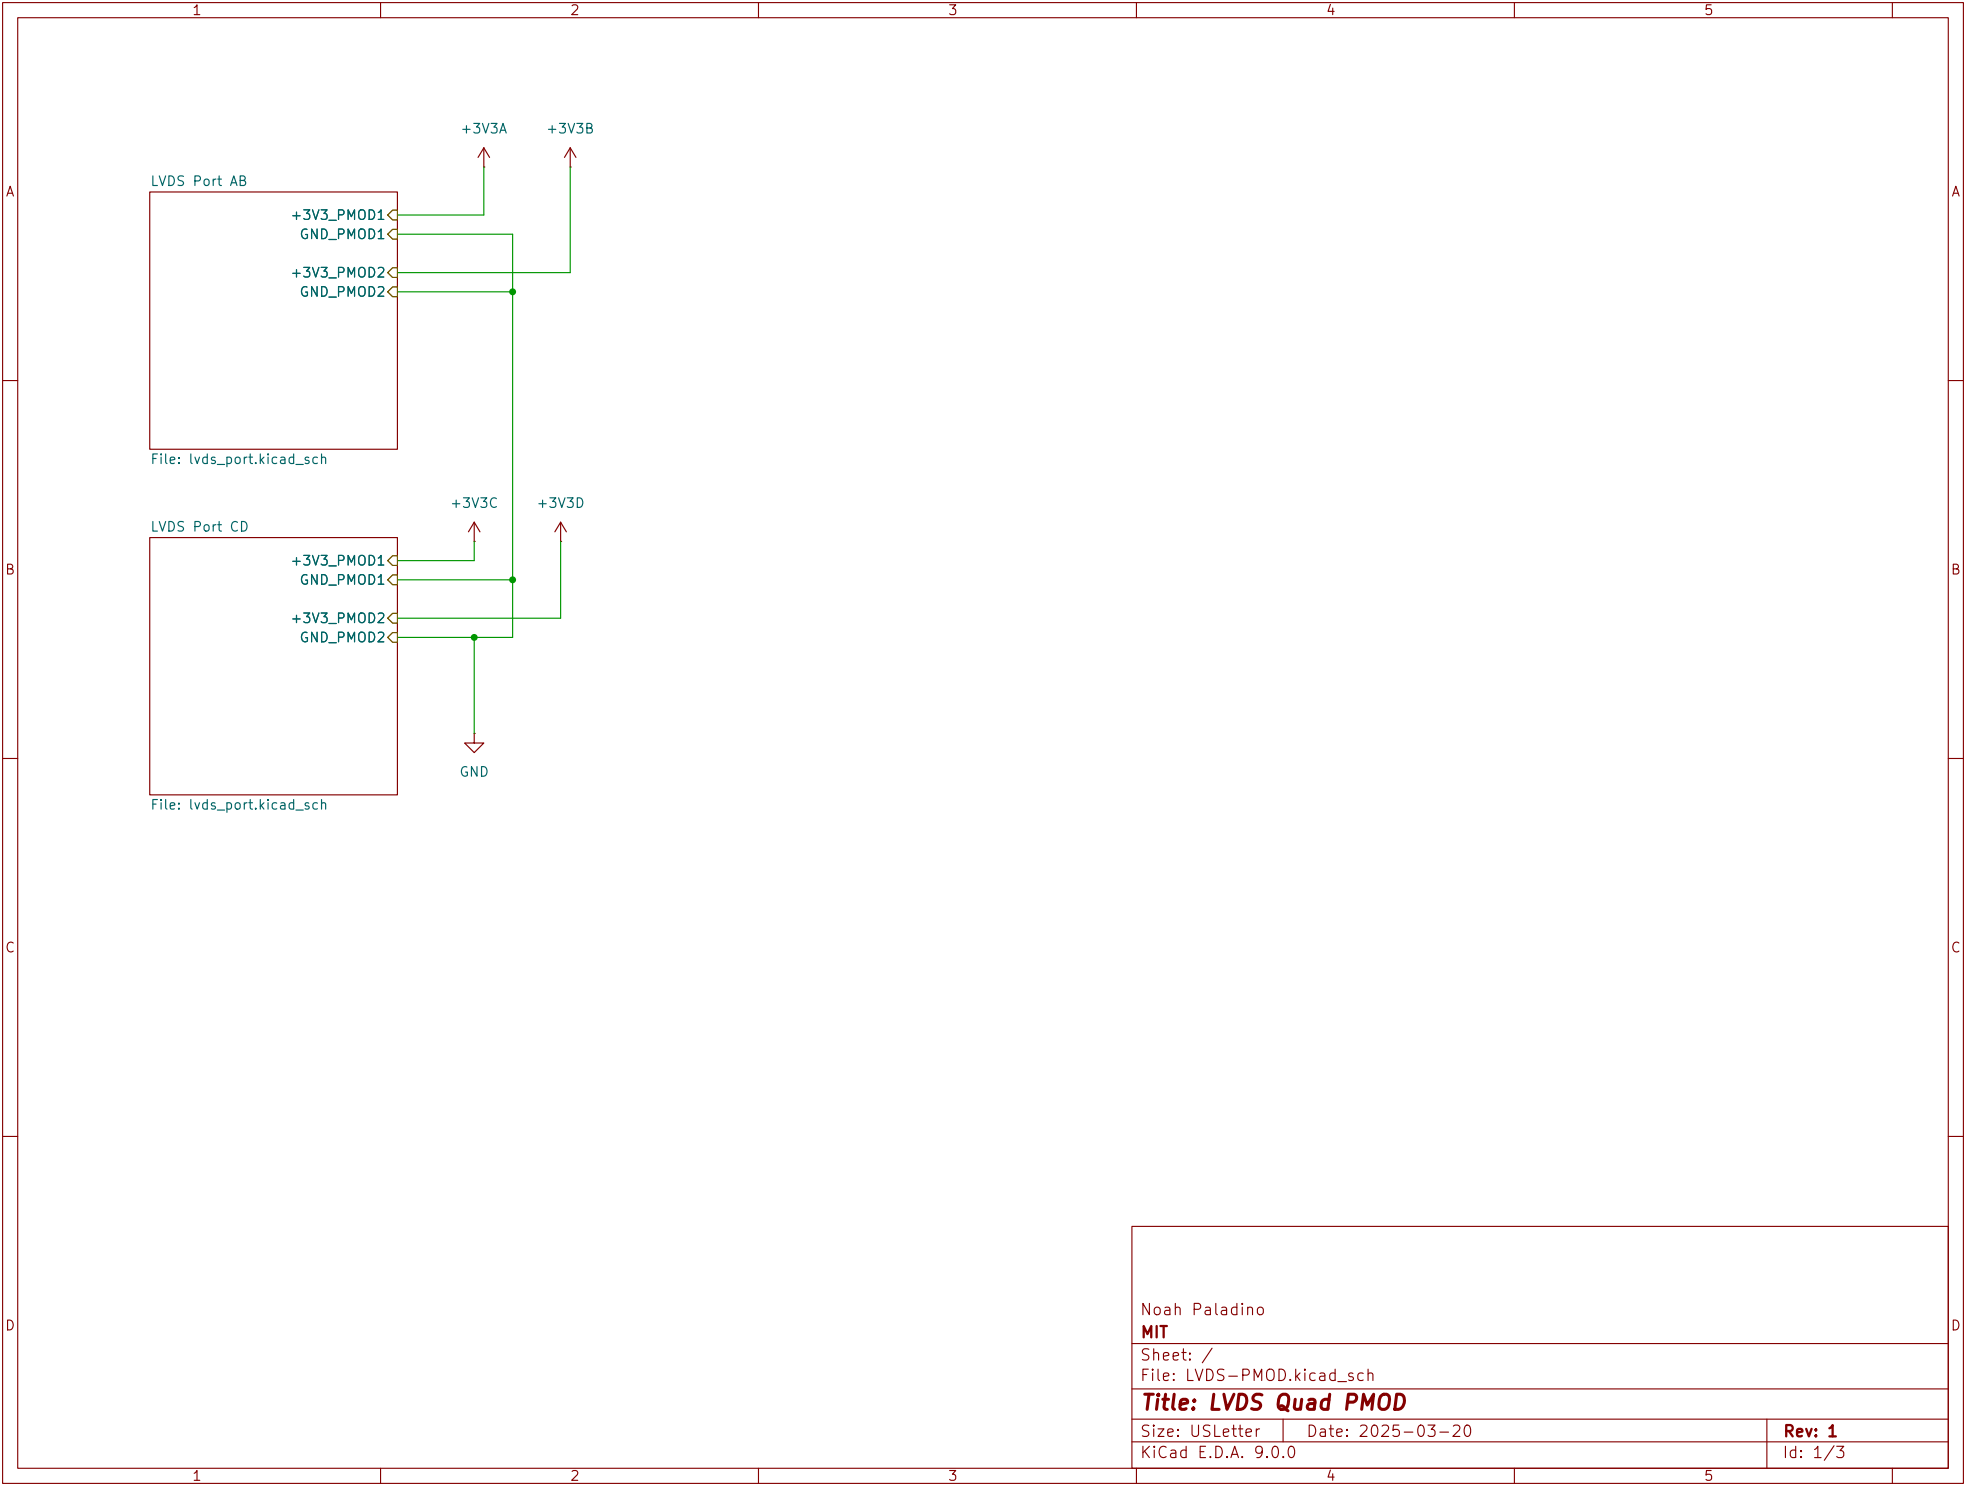 1 2 3 4 5
+3V3A +3V3B
LVDS Port AB
A A
+3V3_PMOD1
GND_PMOD1
+3V3_PMOD2
GND_PMOD2
File: lvds_port.kicad_sch
+3V3C +3V3D
LVDS Port CD
+3V3_PMOD1
B B
GND_PMOD1
+3V3_PMOD2
GND_PMOD2
GND
File: lvds_port.kicad_sch
C C
Noah Paladino
D D
MIT
Sheet: /
File: LVDS-PMOD.kicad_sch
Title: LVDS Quad PMOD
Size: USLetter Date: 2025-03-20 Rev: 1
KiCad E.D.A. 9.0.0 Id: 1/3
1 2 3 4 5